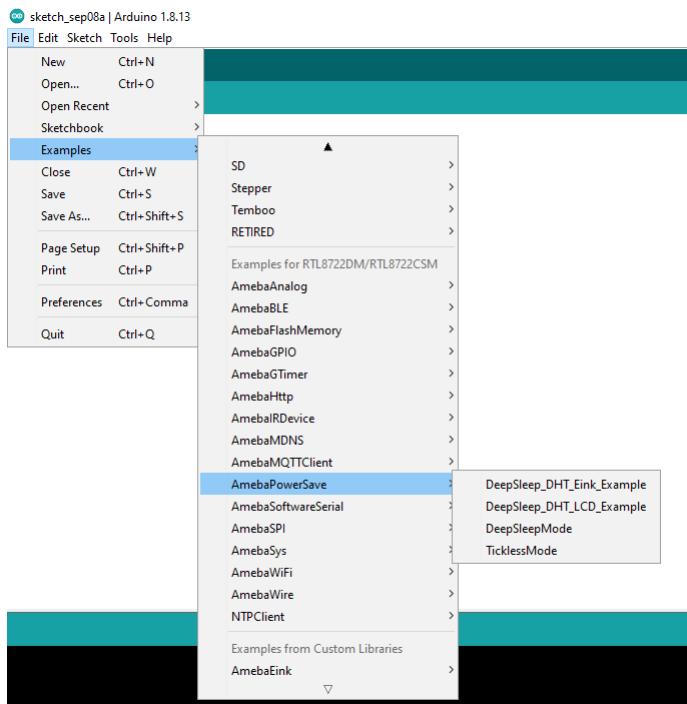 sketch_sep08a | Arduino 1.8.13
File Edit Sketch Tools Help
New Ctrl+N
Open... Ctrl+O
Open Recent
Sketchbook
Examples
Close Ctrl+W
Save Ctrl+S
Save As... Ctrl+Shift+S
Page Setup Ctrl+Shift+P
Print Ctrl+P
Preferences Ctrl+Comma
Quit Ctrl+Q
SD
Stepper
Temboo
RETIRED
Examples for RTL8722DM/RTL8722CSM
AmebaAnalog
AmebaBLE
AmebaFlashMemory
AmebaGPIO
AmebaGTimer
AmebaHttp
AmebaIRDevice
AmebaMDNS
AmebaMQTTClient
AmebaPowerSave
AmebaSoftwareSerial
AmebaSPI
AmebaSys
AmebaWiFi
AmebaWire
NTPClient
Examples from Custom Libraries
AmebaEink
DeepSleep_DHT_Eink_Example
DeepSleep_DHT_LCD_Example
DeepSleepMode
TicklessMode